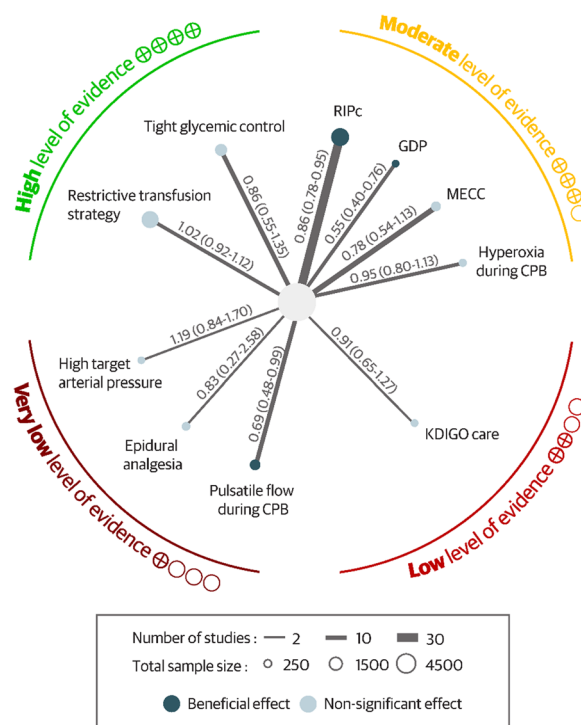 High level of evidence ⨁⨁⨁⨁
Moderate level of evidence ⨁⨁⨁◯
RIPc
Tight glycemic control
GDP
MECC
Restrictive transfusion
strategy
Hyperoxia
during CPB
0.86 (0.55-1.35)
0.86 (0.78-0.95)
0.55 (0.40-0.76)
0.78 (0.54-1.13)
1.02 (0.92-1.12)
0.95 (0.80-1.13)
1.19 (0.84-1.70)
0.83 (0.27-2.58)
0.69 (0.48-0.99)
0.91 (0.65-1.27)
High target
arterial pressure
Epidural
analgesia
Pulsatile flow
during CPB
KDIGO care
Very low level of evidence ⨁◯◯◯
Low level of evidence ⨁⨁◯◯
Number of studies : 2 10 30
Total sample size : 250 1500 4500
Beneficial effect Non-significant effect